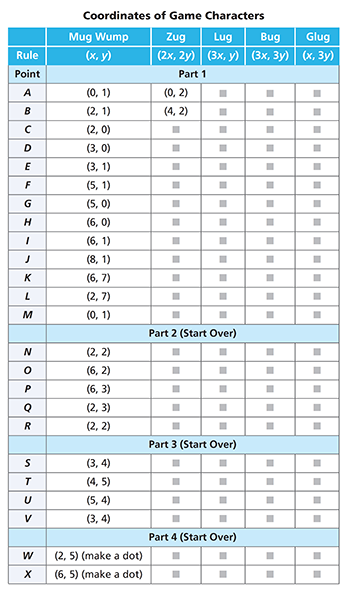 Coordinates of Game Characters
Mug Wump Zug Lug Bug Glug
Rule (x, y) (2x, 2y) (3x, y) (3x, 3y) (x, 3y)
Point Part 1
A (0, 1) (0, 2)
B (2, 1) (4, 2)
C (2, 0)
D (3, 0)
E (3, 1)
F (5, 1)
G (5, 0)
H (6, 0)
I (6, 1)
J (8, 1)
K (6, 7)
L (2, 7)
M (0, 1)
Part 2 (Start Over)
N (2, 2)
O (6, 2)
P (6, 3)
Q (2, 3)
R (2, 2)
Part 3 (Start Over)
S (3, 4)
T (4, 5)
U (5, 4)
V (3, 4)
Part 4 (Start Over)
W (2, 5) (make a dot)
X (6, 5) (make a dot)